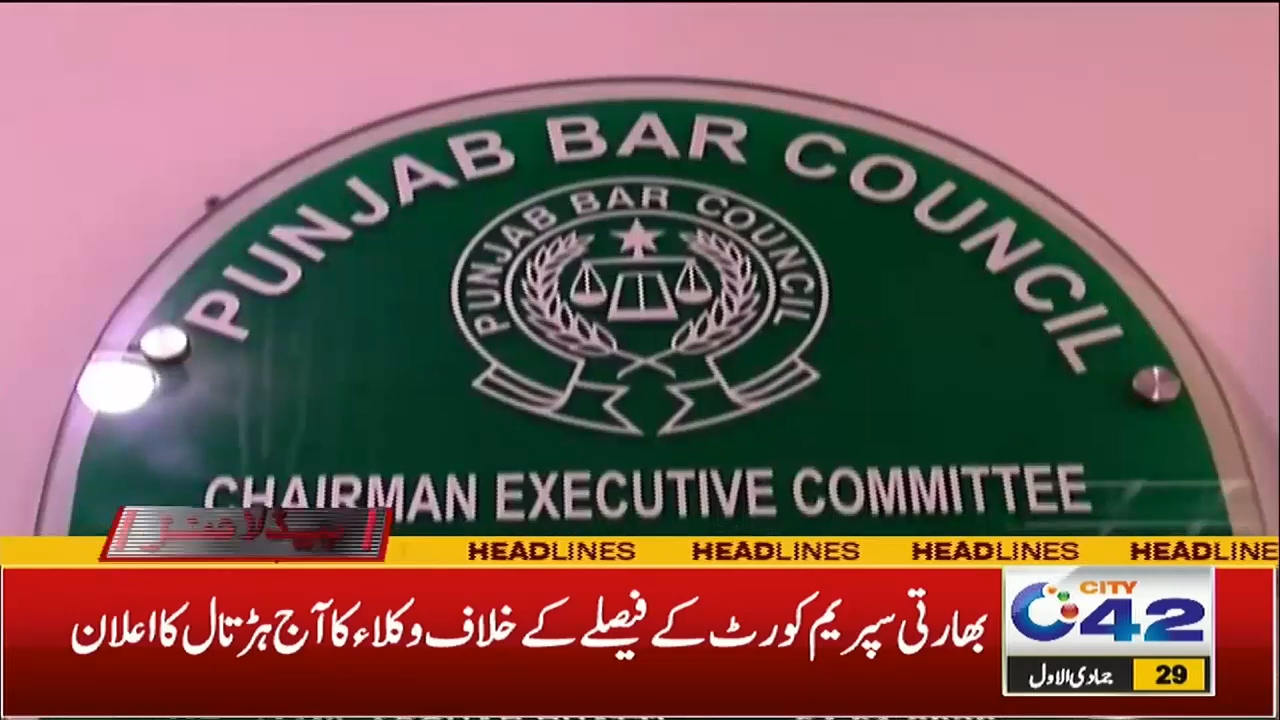 PUNJAB BAR COUNCIL
PUNJAB BAR COUNCIL
CHAIRMAN EXECUTIVE COMMITTEE
ہیڈلائنز
HEADLINES HEADLINES HEADLINES HEADLINE
بھارتی سپریم کورٹ کے فیصلے کے خلاف وکلاء کا آج ہڑتال کا اعلان
CITY
42
29 جمادی الاول